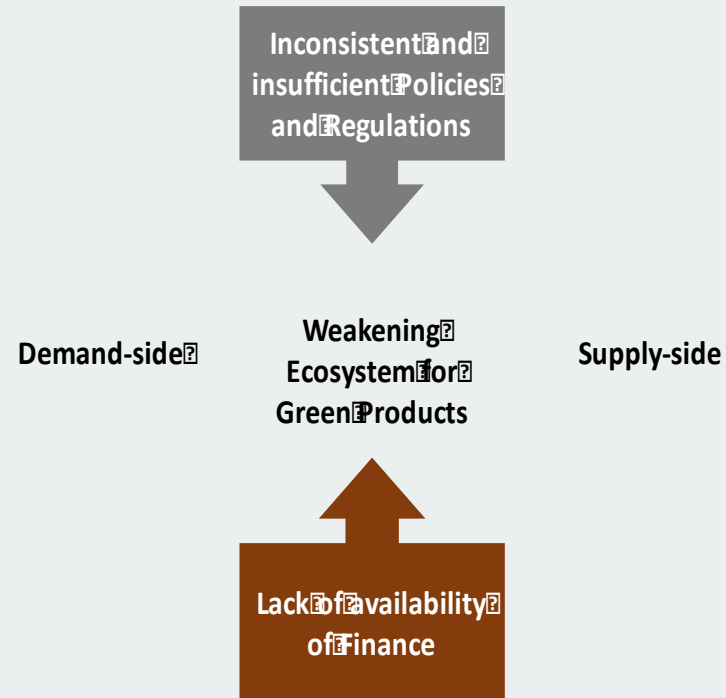 Inconsistent and
insufficient Policies
and Regulations
Demand-side
Weakening
Ecosystem for
Green Products
Supply-side
Lack of availability
of Finance